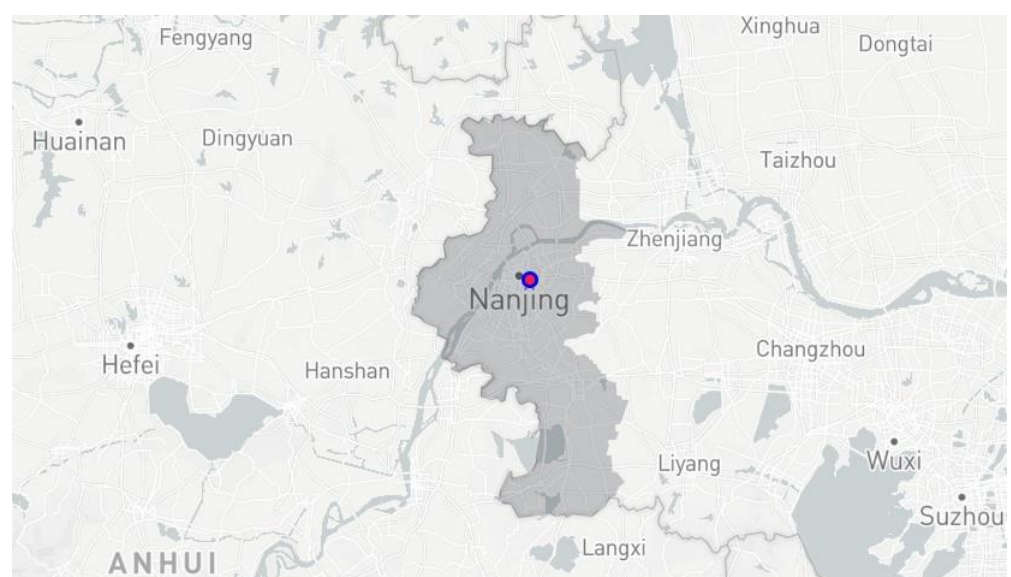 Xinghua
Fengyang
Dongtai
Huainan
Dingyuan
Taizhou
Zhenjiang
Nanjing
Changzhou
Hefei
Hanshan
Wuxi
Liyang
Suzhou
Langxi
ANHUI